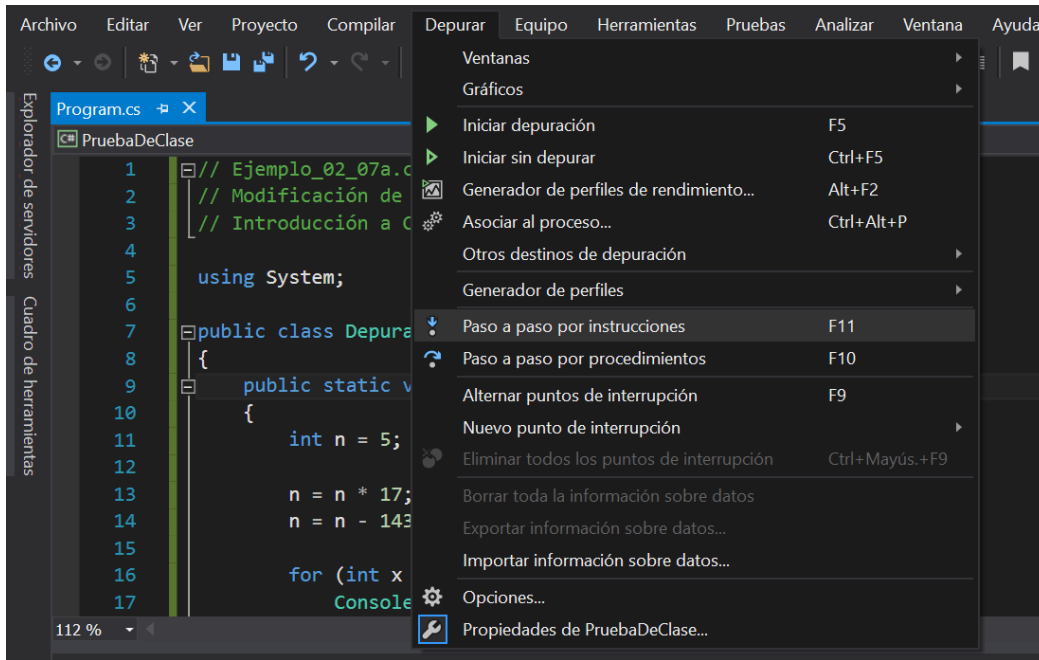 Archivo Editar Ver Proyecto Compilar Depurar Equipo Herramientas Pruebas Analizar Ventana Ayuda
Explorador de servidores
Cuadro de herramientas
Program.cs
C# PruebaDeClase
1 // Ejemplo_02_07a.c
2 // Modificación de
3 // Introducción a C
4
5 using System;
6
7 public class Depura
8 {
9 public static v
10 {
11 int n = 5;
12
13 n = n * 17;
14 n = n - 143
15
16 for (int x
17 Console
112 %
Ventanas
Gráficos
Iniciar depuración F5
Iniciar sin depurar Ctrl+F5
Generador de perfiles de rendimiento... Alt+F2
Asociar al proceso... Ctrl+Alt+P
Otros destinos de depuración
Generador de perfiles
Paso a paso por instrucciones F11
Paso a paso por procedimientos F10
Alternar puntos de interrupción F9
Nuevo punto de interrupción
Eliminar todos los puntos de interrupción Ctrl+Mayús.+F9
Borrar toda la información sobre datos
Exportar información sobre datos...
Importar información sobre datos...
Opciones...
Propiedades de PruebaDeClase...